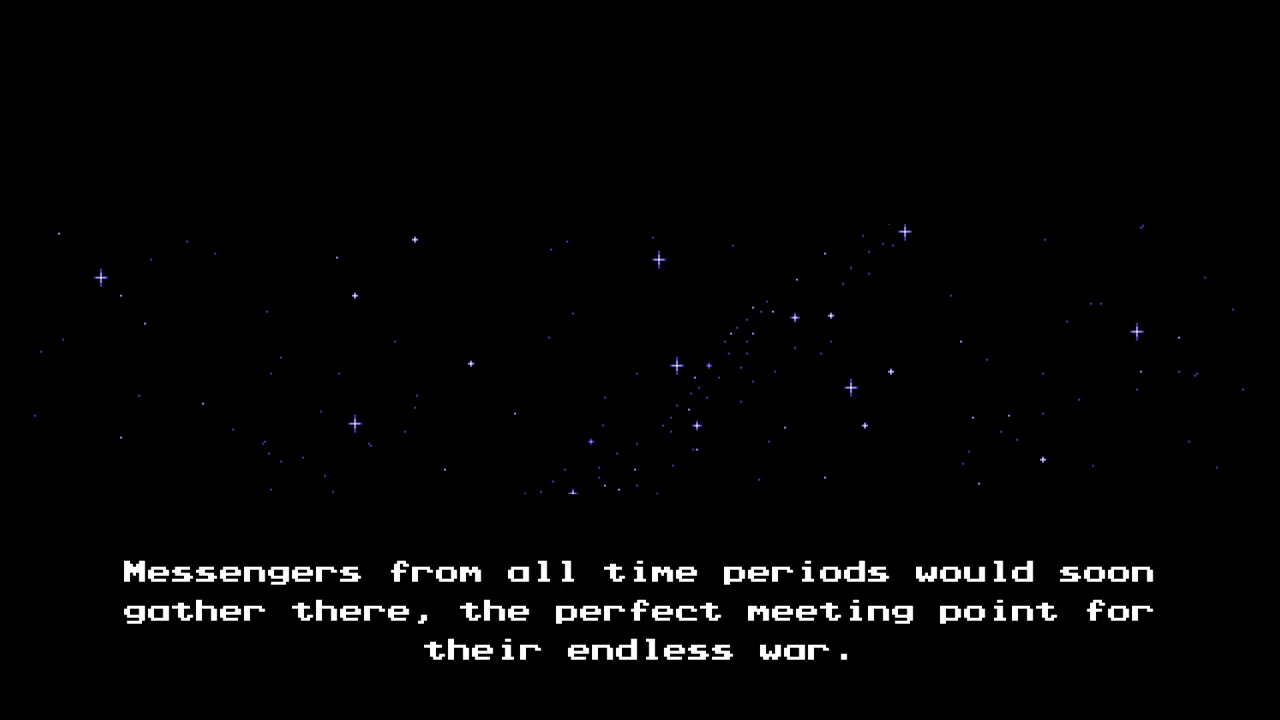 Messengers from all time periods would soon
gather there, the perfect meeting point for
their endless war.